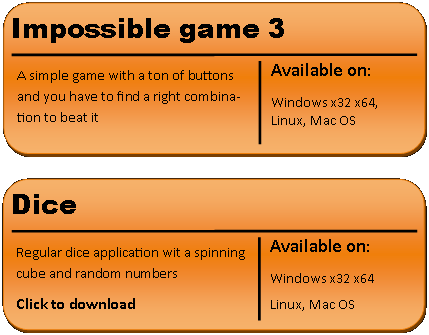 Impossible game 3
A simple game with a ton of buttons
and you have to find a right combina-
tion to beat it
Available on:
Windows x32 x64,
Linux, Mac OS
Dice
Regular dice application wit a spinning
cube and random numbers
Click to download
Available on:
Windows x32 x64
Linux, Mac OS